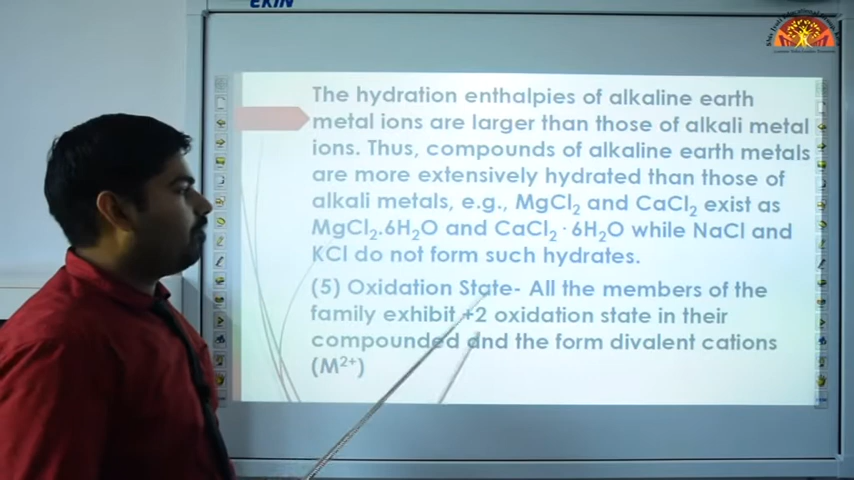 EKIN
The hydration enthalpies of alkaline earth
metal ions are larger than those of alkali metal
ions. Thus, compounds of alkaline earth metals
are more extensively hydrated than those of
alkali metals, e.g., MgCl₂ and CaCl₂ exist as
MgCl₂.6H₂O and CaCl₂ · 6H₂O while NaCl and
KCl do not form such hydrates.
(5) Oxidation State- All the members of the
family exhibit +2 oxidation state in their
compounded and the form divalent cations
(M²⁺)